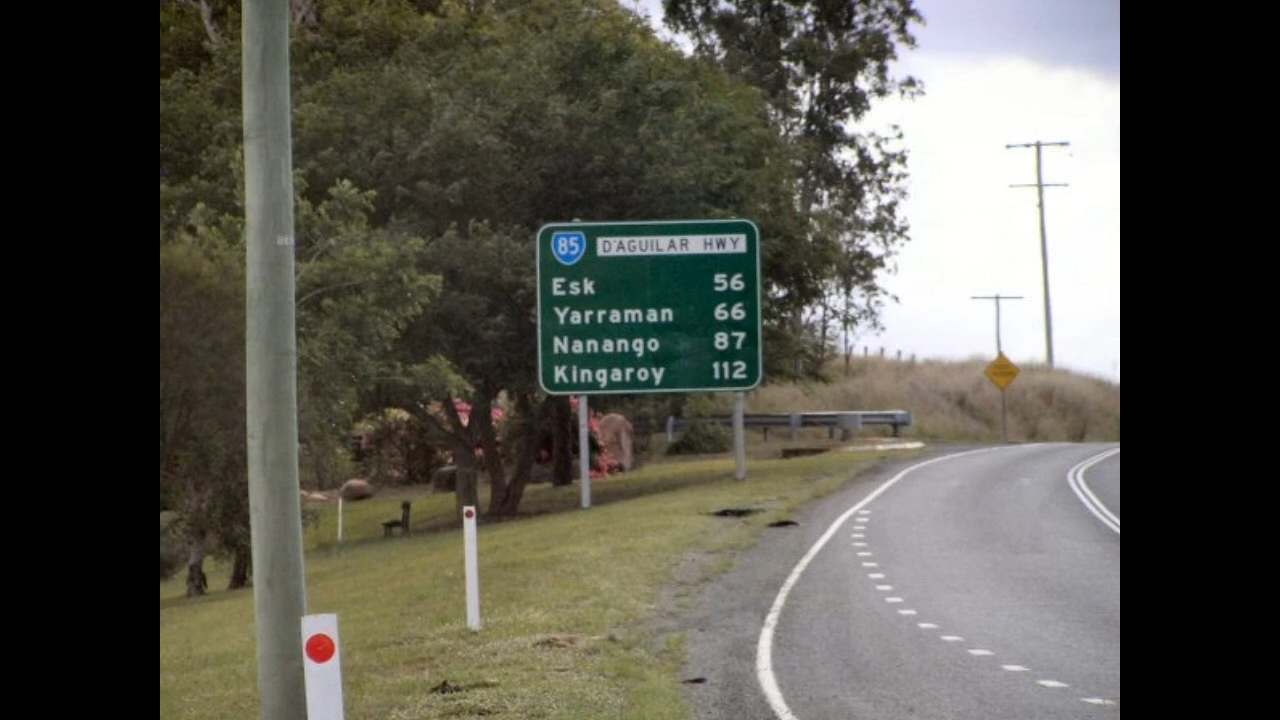 85 D'AGUILAR HWY
Esk 56
Yarraman 66
Nanango 87
Kingaroy 112